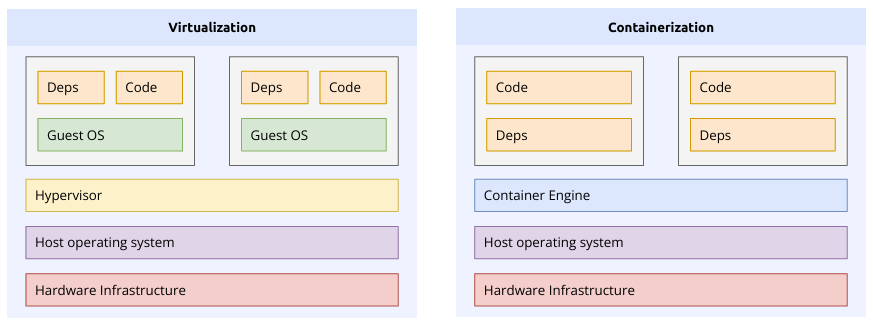 Virtualization
Deps Code
Guest OS
Deps Code
Guest OS
Hypervisor
Host operating system
Hardware Infrastructure
Containerization
Code
Deps
Code
Deps
Container Engine
Host operating system
Hardware Infrastructure